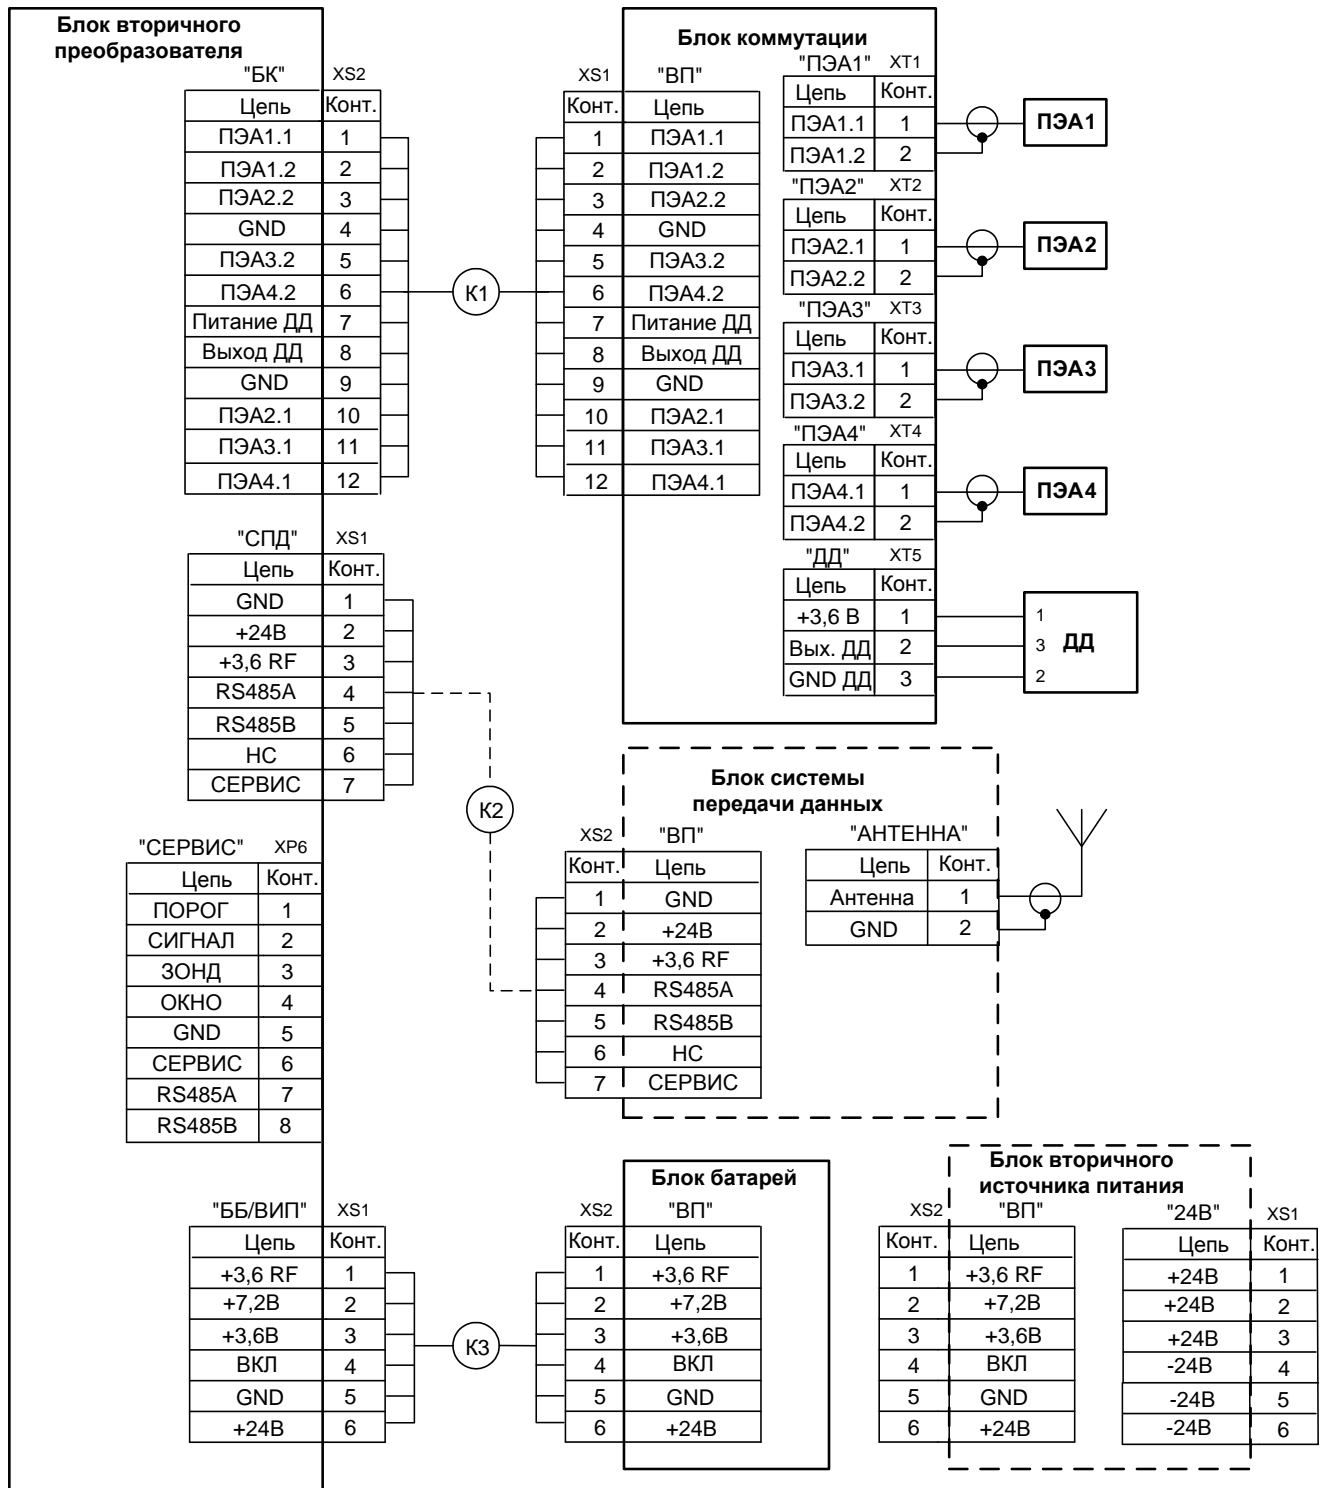 Блок вторичного
преобразователя
"БК" XS2
Цепь Конт.
ПЭА1.1 1
ПЭА1.2 2
ПЭА2.2 3
GND 4
ПЭА3.2 5
ПЭА4.2 6
Питание ДД 7
Выход ДД 8
GND 9
ПЭА2.1 10
ПЭА3.1 11
ПЭА4.1 12
К1
Блок коммутации
XS1 "ВП"
Конт. Цепь
1 ПЭА1.1
2 ПЭА1.2
3 ПЭА2.2
4 GND
5 ПЭА3.2
6 ПЭА4.2
7 Питание ДД
8 Выход ДД
9 GND
10 ПЭА2.1
11 ПЭА3.1
12 ПЭА4.1
"ПЭА1" XT1
Цепь Конт.
ПЭА1.1 1
ПЭА1.2 2
ПЭА1
"ПЭА2" XT2
Цепь Конт.
ПЭА2.1 1
ПЭА2.2 2
ПЭА2
"ПЭА3" XT3
Цепь Конт.
ПЭА3.1 1
ПЭА3.2 2
ПЭА3
"ПЭА4" XT4
Цепь Конт.
ПЭА4.1 1
ПЭА4.2 2
ПЭА4
"ДД" XT5
Цепь Конт.
+3,6 В 1
Вых. ДД 2
GND ДД 3
1
3 ДД
2
"СПД" XS1
Цепь Конт.
GND 1
+24В 2
+3,6 RF 3
RS485A 4
RS485B 5
НС 6
СЕРВИС 7
К2
Блок системы
передачи данных
XS2 "ВП"
Конт. Цепь
1 GND
2 +24В
3 +3,6 RF
4 RS485A
5 RS485B
6 НС
7 СЕРВИС
"АНТЕННА"
Цепь Конт.
Антенна 1
GND 2
"СЕРВИС" XP6
Цепь Конт.
ПОРОГ 1
СИГНАЛ 2
ЗОНД 3
ОКНО 4
GND 5
СЕРВИС 6
RS485A 7
RS485B 8
"ББ/ВИП" XS1
Цепь Конт.
+3,6 RF 1
+7,2В 2
+3,6В 3
ВКЛ 4
GND 5
+24В 6
К3
Блок батарей
XS2 "ВП"
Конт. Цепь
1 +3,6 RF
2 +7,2В
3 +3,6В
4 ВКЛ
5 GND
6 +24В
Блок вторичного
источника питания
XS2 "ВП"
Конт. Цепь
1 +3,6 RF
2 +7,2В
3 +3,6В
4 ВКЛ
5 GND
6 +24В
"24В" XS1
Цепь Конт.
+24В 1
+24В 2
+24В 3
-24В 4
-24В 5
-24В 6